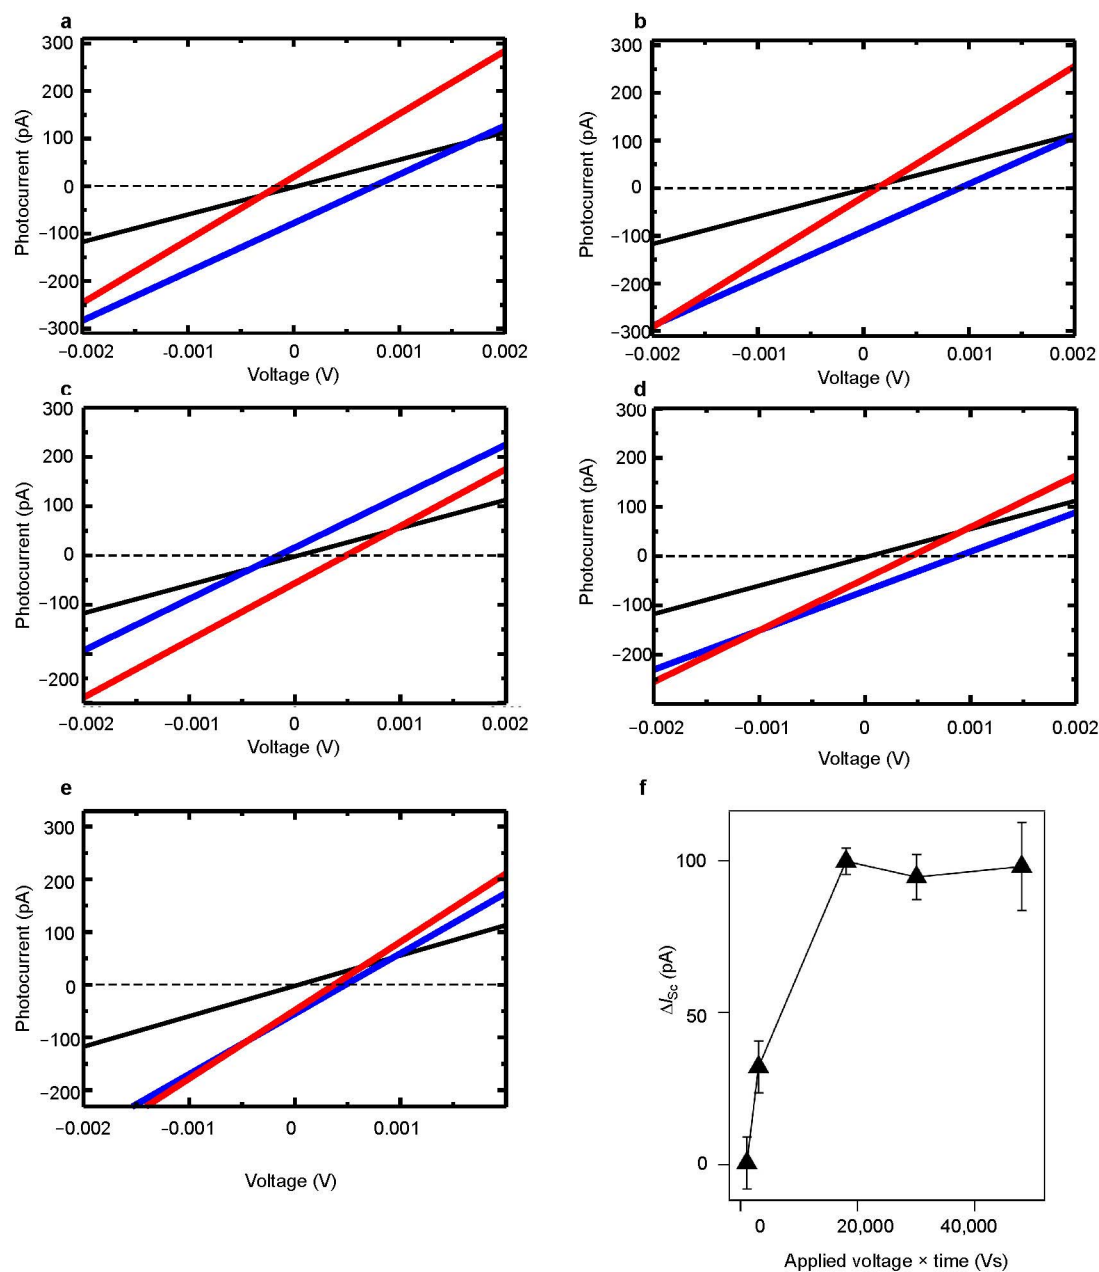 a
300
200
100
0
−100
−200
−300
Photocurrent (pA)
−0.002 −0.001 0 0.001 0.002
Voltage (V)
b
300
200
100
0
−100
−200
−300
Photocurrent (pA)
−0.002 −0.001 0 0.001 0.002
Voltage (V)
c
300
200
100
0
−100
−200
Photocurrent (pA)
−0.002 −0.001 0 0.001 0.002
Voltage (V)
d
300
200
100
0
−100
−200
Photocurrent (pA)
−0.002 −0.001 0 0.001 0.002
Voltage (V)
e
300
200
100
0
−100
−200
Photocurrent (pA)
−0.002 −0.001 0 0.001
Voltage (V)
f
100
50
0
ΔISc (pA)
0 20,000 40,000
Applied voltage × time (Vs)